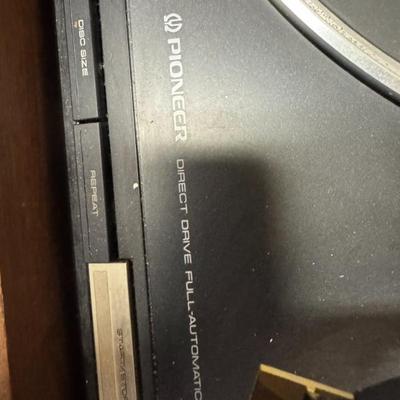 DISC SIZE
REPEAT
PIONEER
DIRECT DRIVE FULL-AUTOMATIC